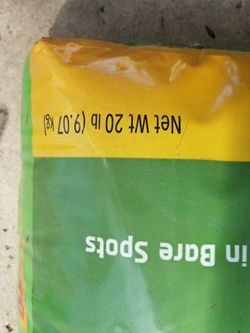 in Bare Spots
Net Wt 20 lb (9.07 kg)